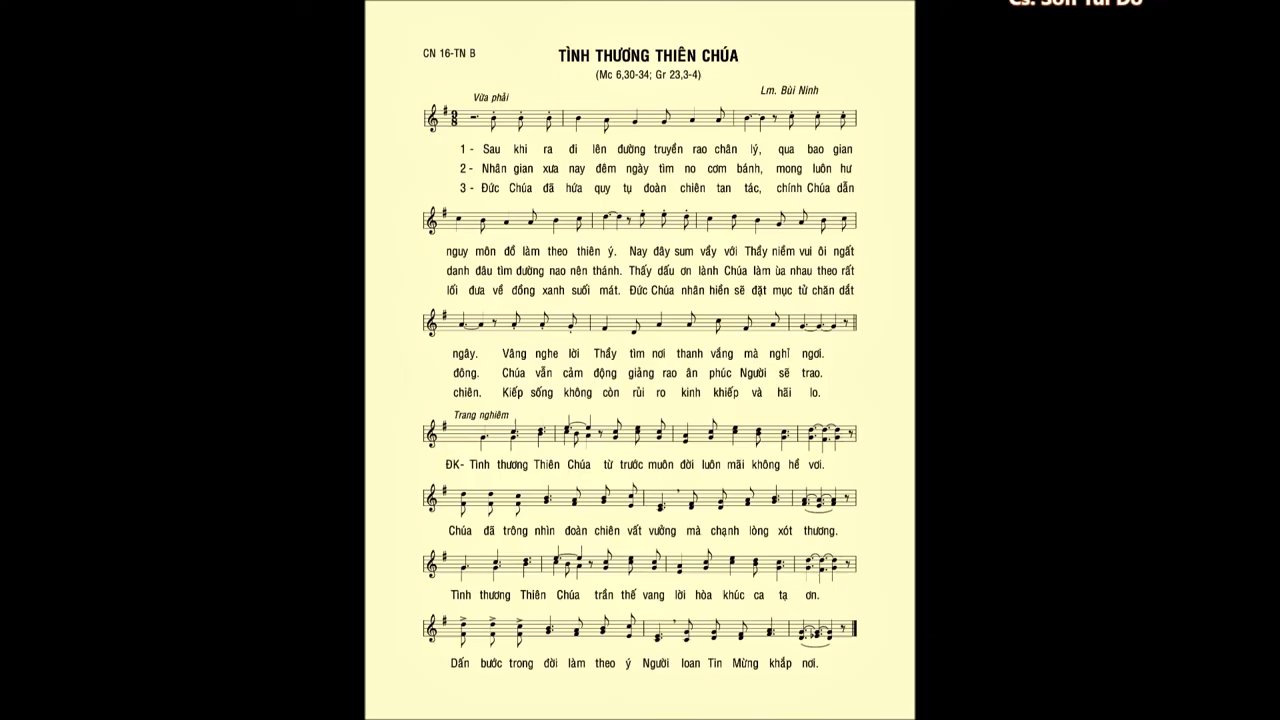 Cs. Sơn Túi Đỏ
CN 16-TN B
TÌNH THƯƠNG THIÊN CHÚA
(Mc 6,30-34; Gr 23,3-4)
Lm. Bùi Ninh
Vừa phải
1 - Sau khi ra đi lên đường truyền rao chân lý, qua bao gian
2 - Nhân gian xưa nay đêm ngày tìm no cơm bánh, mong luôn hư
3 - Đức Chúa đã hứa quy tụ đoàn chiên tan tác, chính Chúa dẫn
nguy môn đồ làm theo thiên ý. Nay đây sum vầy với Thầy niềm vui ôi ngất
danh đâu tìm đường nao nên thánh. Thấy dấu ơn lành Chúa làm ùa nhau theo rất
lối đưa về đồng xanh suối mát. Đức Chúa nhân hiền sẽ đặt mục tử chăn dắt
ngây. Vâng nghe lời Thầy tìm nơi thanh vắng mà nghỉ ngơi.
đông. Chúa vẫn cảm động giảng rao ân phúc Người sẽ trao.
chiên. Kiếp sống không còn rủi ro kinh khiếp và hãi lo.
Trang nghiêm
ĐK- Tình thương Thiên Chúa từ trước muôn đời luôn mãi không hề vơi.
Chúa đã trông nhìn đoàn chiên vất vưởng mà chạnh lòng xót thương.
Tình thương Thiên Chúa trần thế vang lời hòa khúc ca tạ ơn.
Dấn bước trong đời làm theo ý Người loan Tin Mừng khắp nơi.